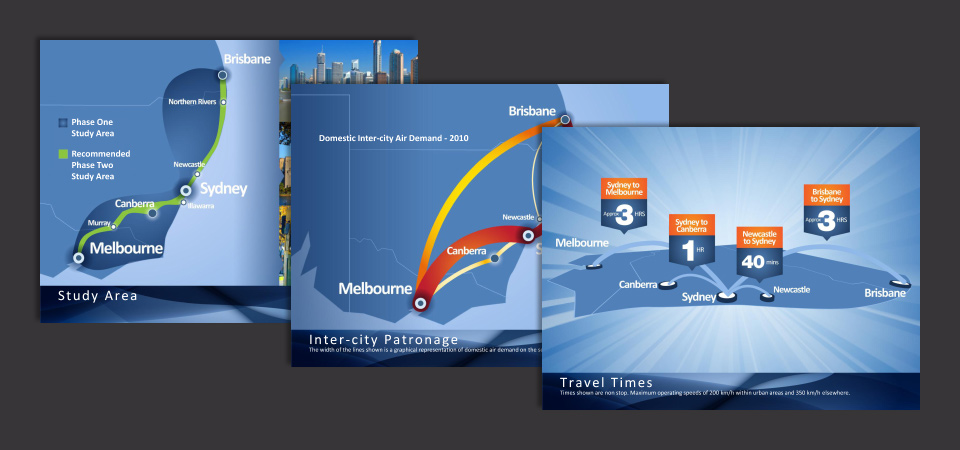 Brisbane
Northern Rivers
Phase One
Study Area
Recommended
Phase Two
Study Area
Newcastle
Sydney
Canberra
Illawarra
Murray
Melbourne
Study Area
Brisbane
Domestic Inter-city Air Demand - 2010
Newcastle
Canberra
Melbourne
Inter-city Patronage
The width of the lines shown is a graphical representation of domestic air demand on the
Sydney to
Melbourne
Approx 3 HRS
Brisbane
to Sydney
Approx 3 HRS
Sydney to
Canberra
1 HR
Newcastle
to Sydney
40 mins
Melbourne
Canberra
Sydney
Newcastle
Brisbane
Travel Times
Times shown are non stop. Maximum operating speeds of 200 km/h within urban areas and 350 km/h elsewhere.